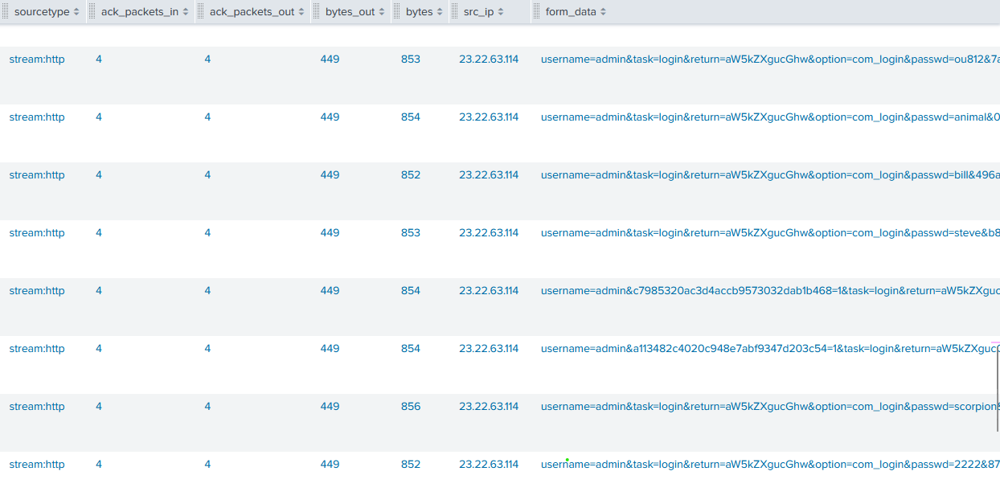 sourcetype ack_packets_in ack_packets_out bytes_out bytes src_ip form_data
stream:http 4 4 449 853 23.22.63.114 username=admin&task=login&return=aW5kZXgucGhw&option=com_login&passwd=ou812&7a
stream:http 4 4 449 854 23.22.63.114 username=admin&task=login&return=aW5kZXgucGhw&option=com_login&passwd=animal&0
stream:http 4 4 449 852 23.22.63.114 username=admin&task=login&return=aW5kZXgucGhw&option=com_login&passwd=bill&496a
stream:http 4 4 449 853 23.22.63.114 username=admin&task=login&return=aW5kZXgucGhw&option=com_login&passwd=steve&b8
stream:http 4 4 449 854 23.22.63.114 username=admin&c7985320ac3d4accb9573032dab1b468=1&task=login&return=aW5kZXguc
stream:http 4 4 449 854 23.22.63.114 username=admin&a113482c4020c948e7abf9347d203c54=1&task=login&return=aW5kZXguc
stream:http 4 4 449 856 23.22.63.114 username=admin&task=login&return=aW5kZXgucGhw&option=com_login&passwd=scorpion
stream:http 4 4 449 852 23.22.63.114 username=admin&task=login&return=aW5kZXgucGhw&option=com_login&passwd=2222&87